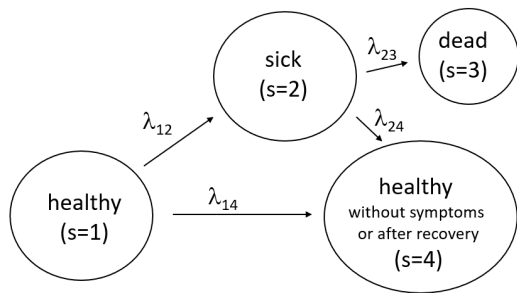 sick
(s=2)
λ23
dead
(s=3)
λ12
λ24
healthy
(s=1)
λ14
healthy
without symptoms
or after recovery
(s=4)